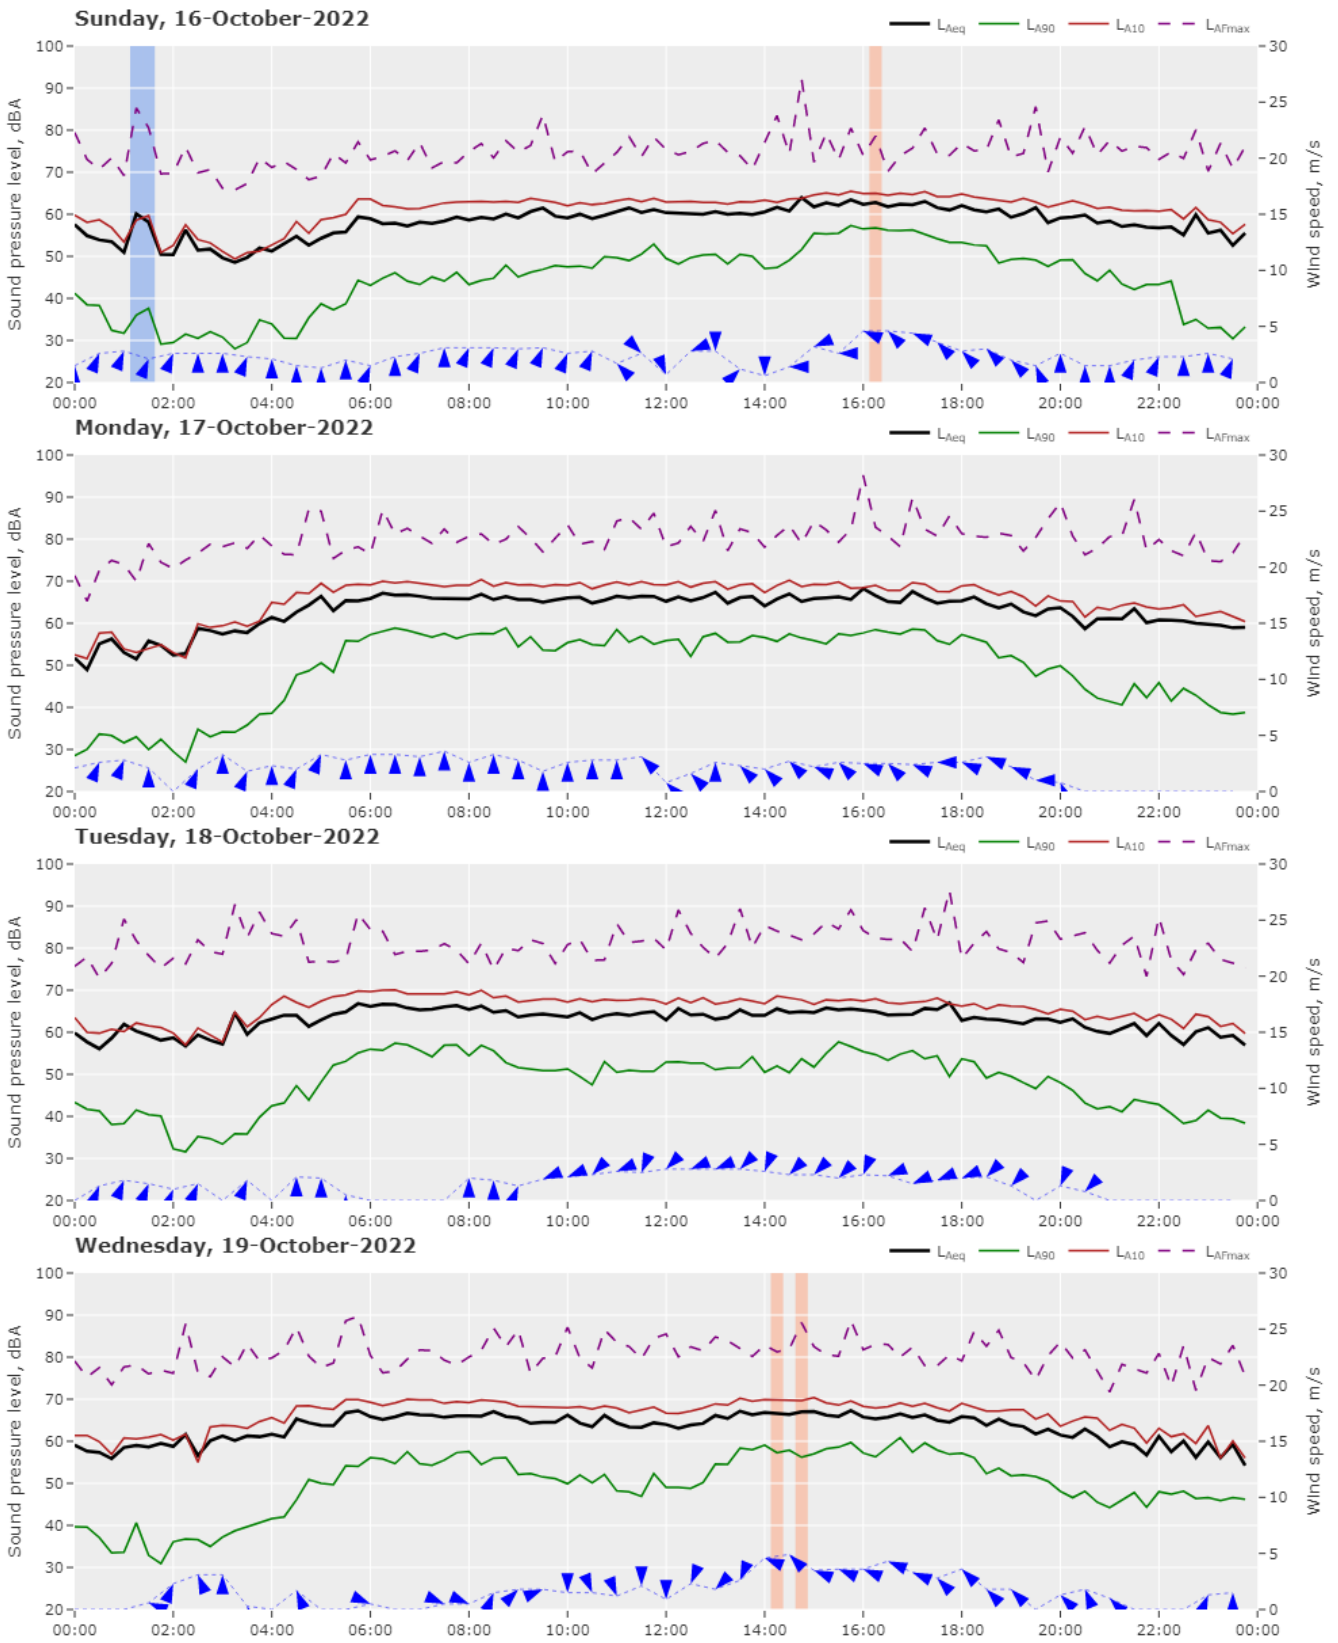 Sunday, 16-October-2022
LAeq LA90 LA10 LAFmax
100 90 80 70 60 50 40 30 20
Sound pressure level, dBA
30 25 20 15 10 5 0
Wind speed, m/s
00:00 02:00 04:00 06:00 08:00 10:00 12:00 14:00 16:00 18:00 20:00 22:00 00:00
Monday, 17-October-2022
LAeq LA90 LA10 LAFmax
100 90 80 70 60 50 40 30 20
Sound pressure level, dBA
30 25 20 15 10 5 0
Wind speed, m/s
00:00 02:00 04:00 06:00 08:00 10:00 12:00 14:00 16:00 18:00 20:00 22:00 00:00
Tuesday, 18-October-2022
LAeq LA90 LA10 LAFmax
100 90 80 70 60 50 40 30 20
Sound pressure level, dBA
30 25 20 15 10 5 0
Wind speed, m/s
00:00 02:00 04:00 06:00 08:00 10:00 12:00 14:00 16:00 18:00 20:00 22:00 00:00
Wednesday, 19-October-2022
LAeq LA90 LA10 LAFmax
100 90 80 70 60 50 40 30 20
Sound pressure level, dBA
30 25 20 15 10 5 0
Wind speed, m/s
00:00 02:00 04:00 06:00 08:00 10:00 12:00 14:00 16:00 18:00 20:00 22:00 00:00